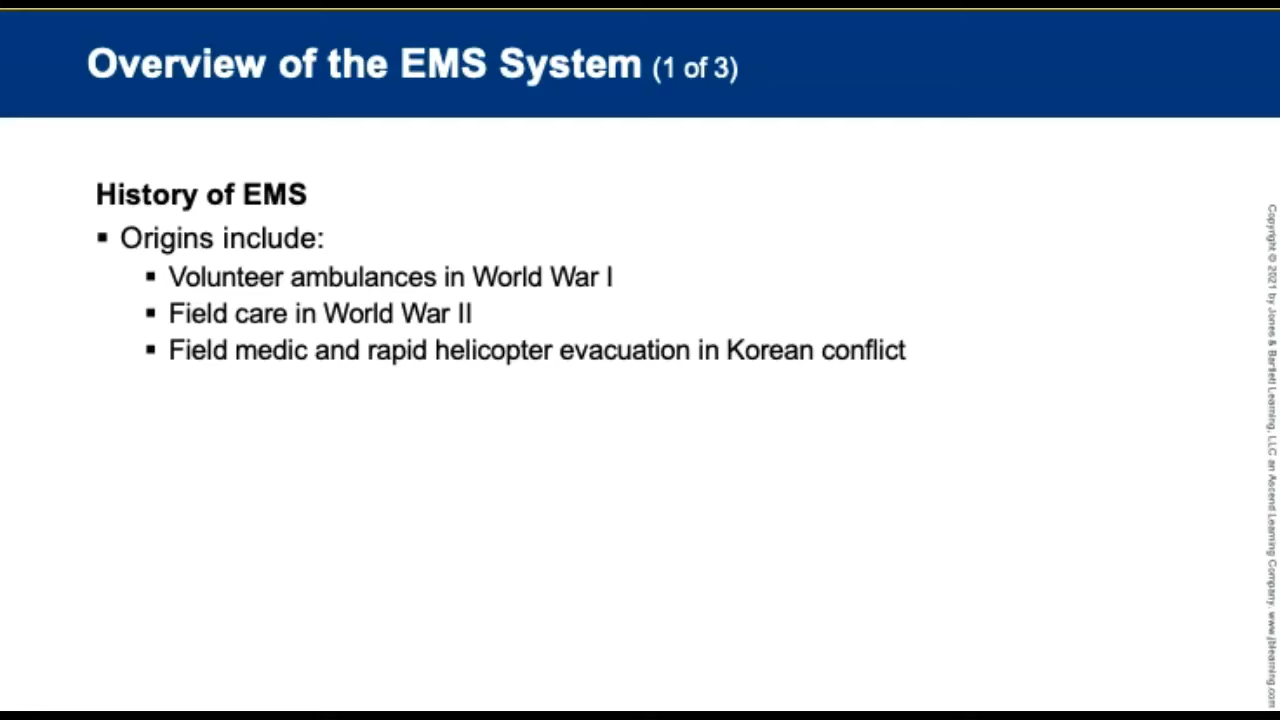 Overview of the EMS System (1 of 3)
History of EMS
▪ Origins include:
▪ Volunteer ambulances in World War I
▪ Field care in World War II
▪ Field medic and rapid helicopter evacuation in Korean conflict
Copyright © 2021 by Jones & Bartlett Learning, LLC an Ascend Learning Company. www.jblearning.com